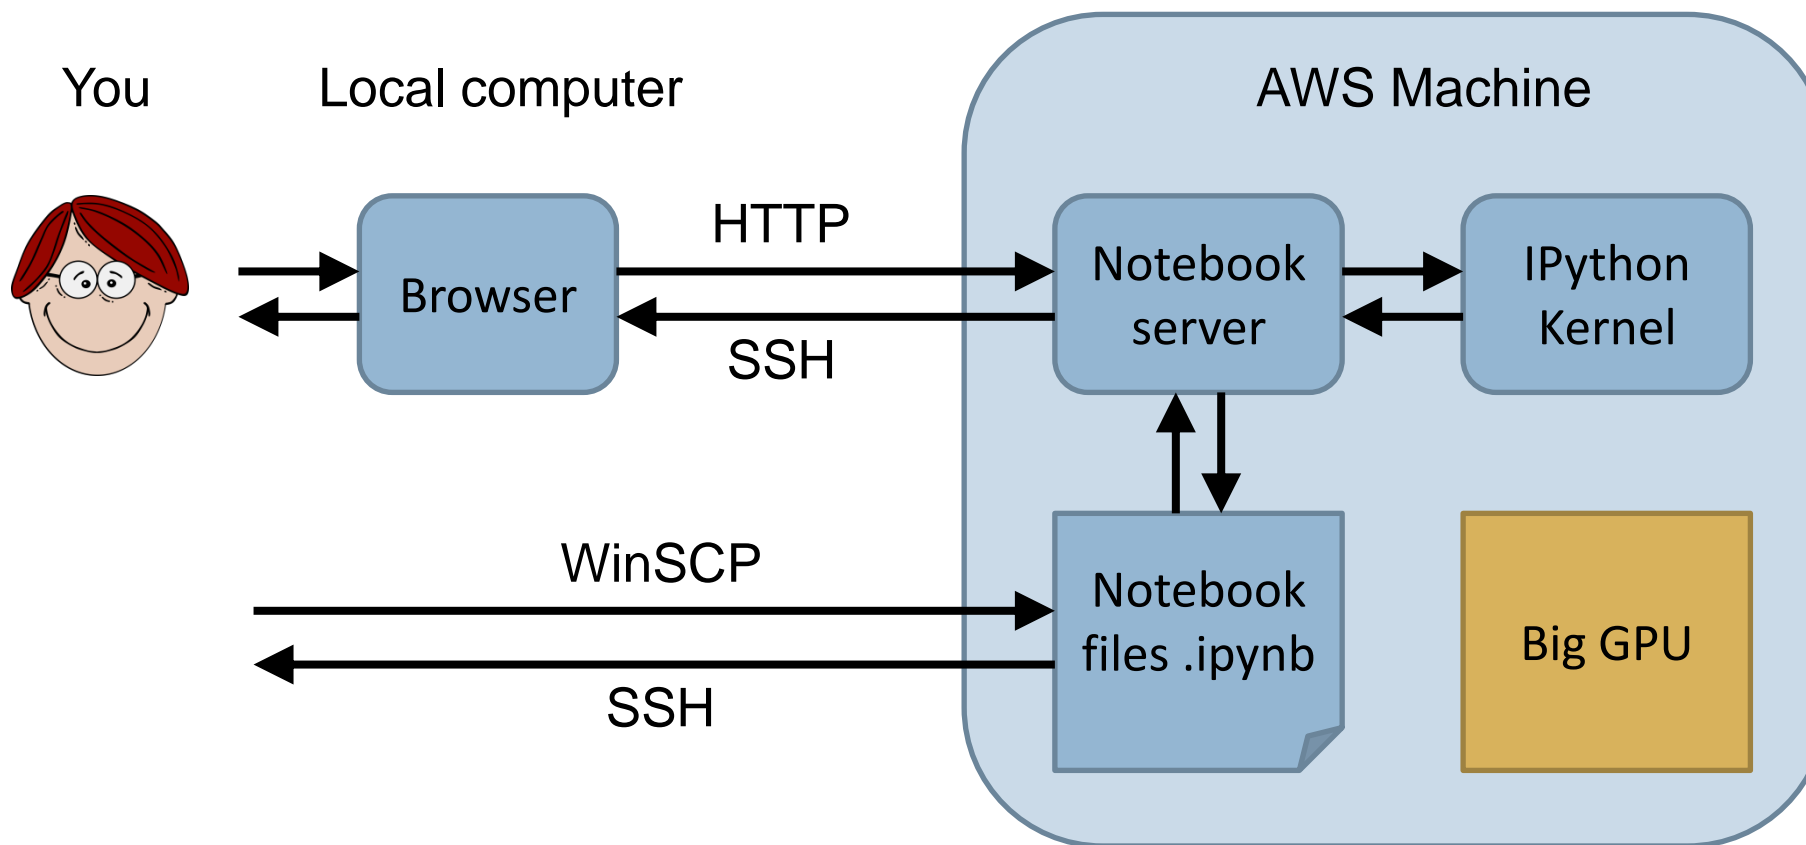 You
Local computer
AWS Machine
HTTP
Browser
SSH
Notebook
server
IPython
Kernel
WinSCP
SSH
Notebook
files .ipynb
Big GPU